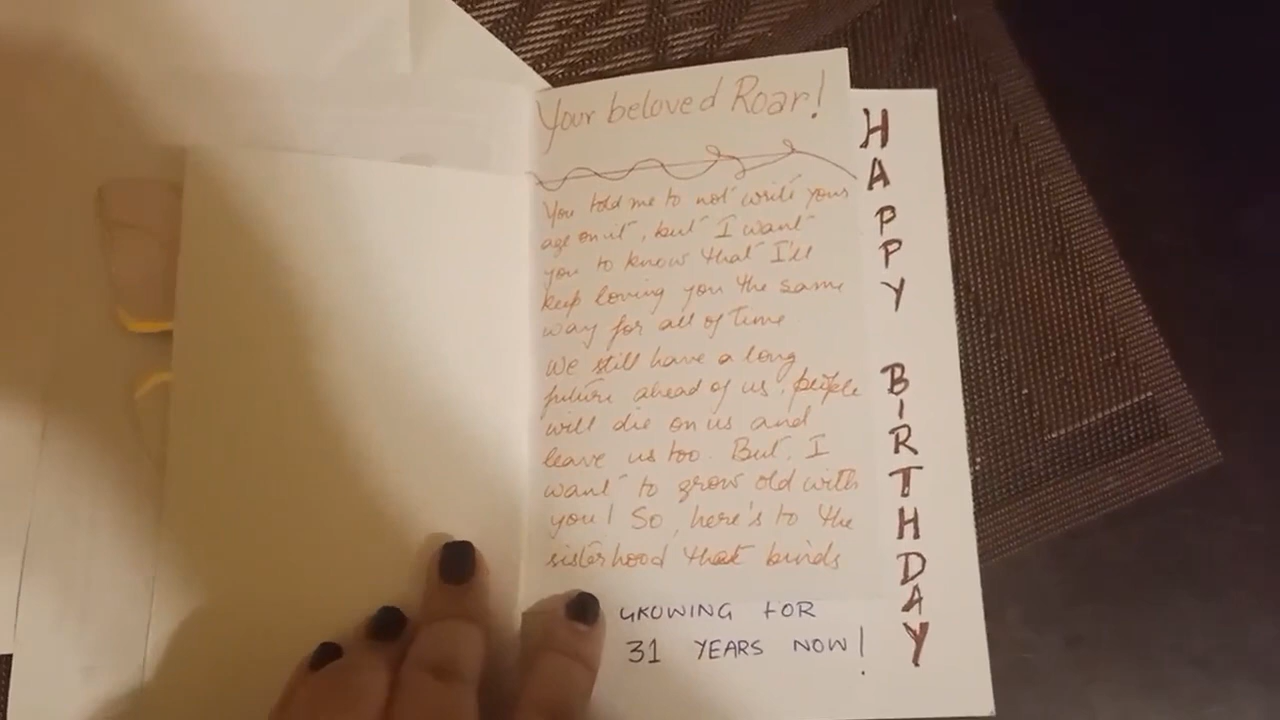 Your beloved Roar!
You told me to not write your
age on it, but I want
you to know that I'll
keep loving you the same
way for all of time
We still have a long
future ahead of us, people
will die on us and
leave us too. But, I
want to grow old with
you! So, here's to the
sisterhood that binds
GROWING FOR
31 YEARS NOW!
HAPPY BIRTHDAY